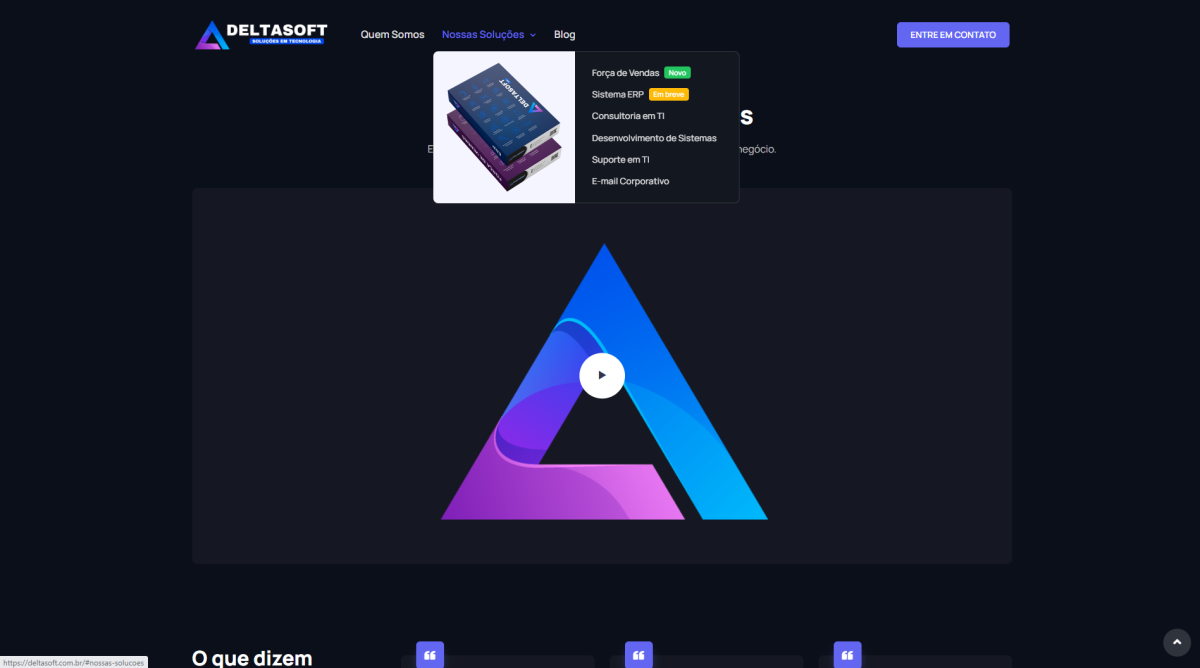 DELTASOFT
SOLUÇÕES EM TECNOLOGIA
Quem Somos
Nossas Soluções
Blog
ENTRE EM CONTATO
DELTASOFT
Força de Vendas Novo
Sistema ERP Em breve
Consultoria em TI
Desenvolvimento de Sistemas
Suporte em TI
E-mail Corporativo
s
E
negócio.
O que dizem
https://deltasoft.com.br/#nossas-solucoes